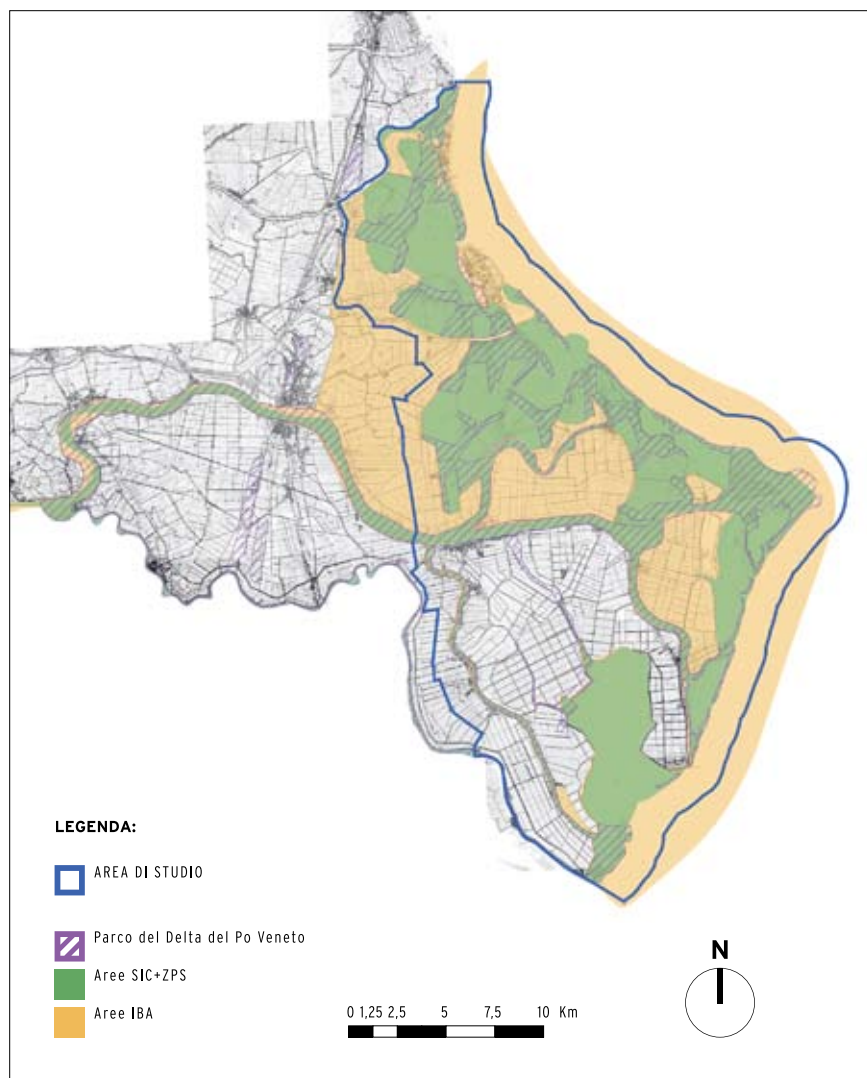 LEGENDA:
AREA DI STUDIO
Parco del Delta del Po Veneto
Aree SIC+ZPS
Aree IBA
0 1,25 2,5 5 7,5 10 Km
N